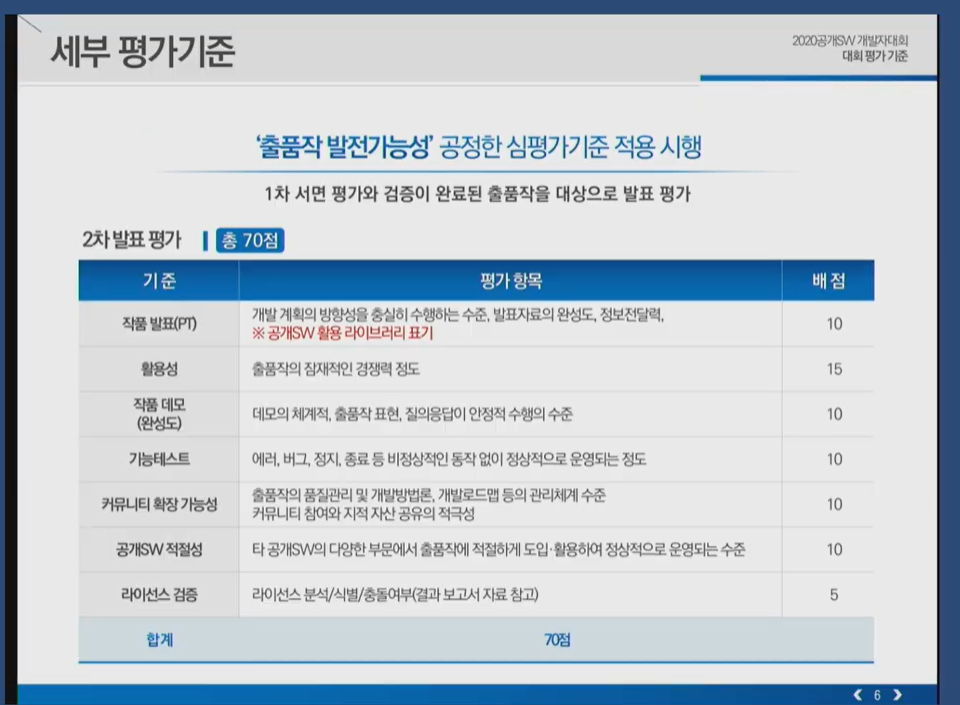 세부 평가기준
2020공개SW 개발자대회
대회 평가 기준
‘출품작 발전가능성’ 공정한 심평가기준 적용 시행
1차 서면 평가와 검증이 완료된 출품작을 대상으로 발표 평가
2차 발표 평가 총 70점
기 준 평가 항목 배 점
작품 발표(PT) 개발 계획의 방향성을 충실히 수행하는 수준, 발표자료의 완성도, 정보전달력, 10
※ 공개SW 활용 라이브러리 표기
활용성 출품작의 잠재적인 경쟁력 정도 15
작품 데모
(완성도) 데모의 체계적, 출품작 표현, 질의응답이 안정적 수행의 수준 10
기능테스트 에러, 버그, 정지, 종료 등 비정상적인 동작 없이 정상적으로 운영되는 정도 10
커뮤니티 확장 가능성 출품작의 품질관리 및 개발방법론, 개발로드맵 등의 관리체계 수준 10
커뮤니티 참여와 지적 자산 공유의 적극성
공개SW 적절성 타 공개SW의 다양한 부문에서 출품작에 적절하게 도입·활용하여 정상적으로 운영되는 수준 10
라이선스 검증 라이선스 분석/식별/충돌여부(결과 보고서 자료 참고) 5
합계 70점
6